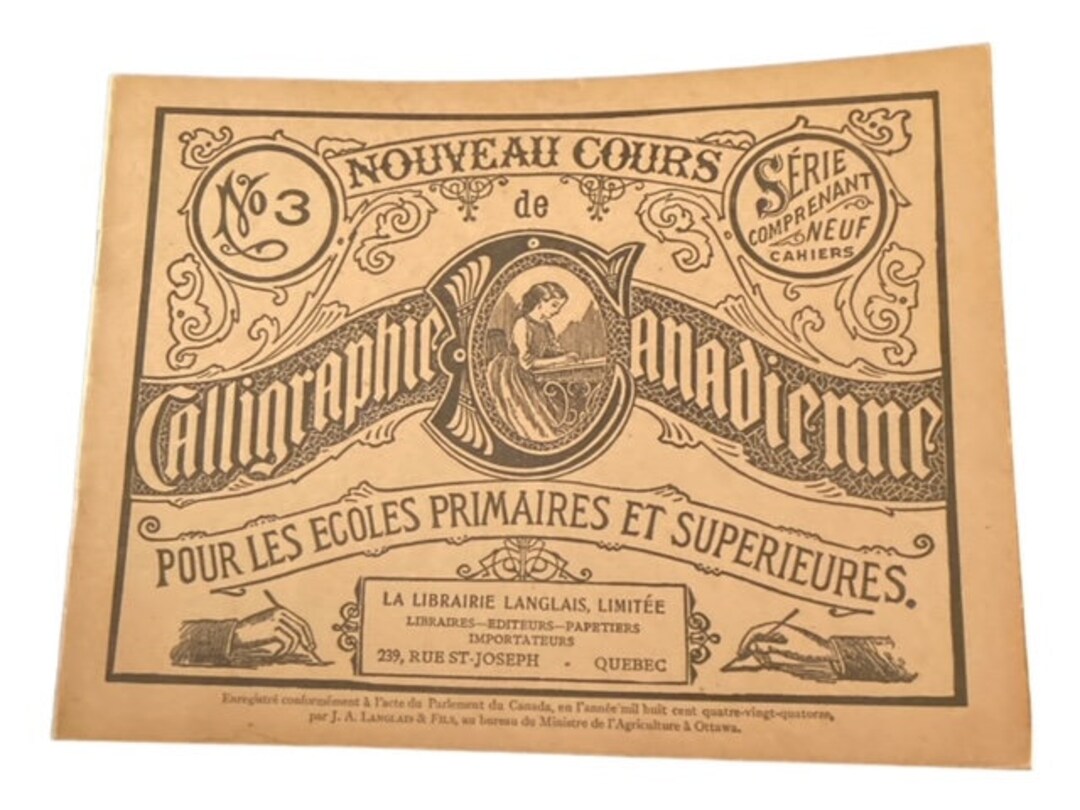 No 3
NOUVEAU COURS
de
SÉRIE
COMPRENANT
NEUF
CAHIERS
Calligraphie Canadienne
POUR LES ECOLES PRIMAIRES ET SUPERIEURES.
LA LIBRAIRIE LANGLAIS, LIMITÉE
LIBRAIRES—EDITEURS—PAPETIERS
IMPORTATEURS
239, RUE ST-JOSEPH . QUEBEC
Enregistré conformément à l'acte du Parlement du Canada, en l'année mil huit cent quatre-vingt-quatorze,
par J. A. LANGLAIS & FILS, au bureau du Ministre de l'Agriculture à Ottawa.